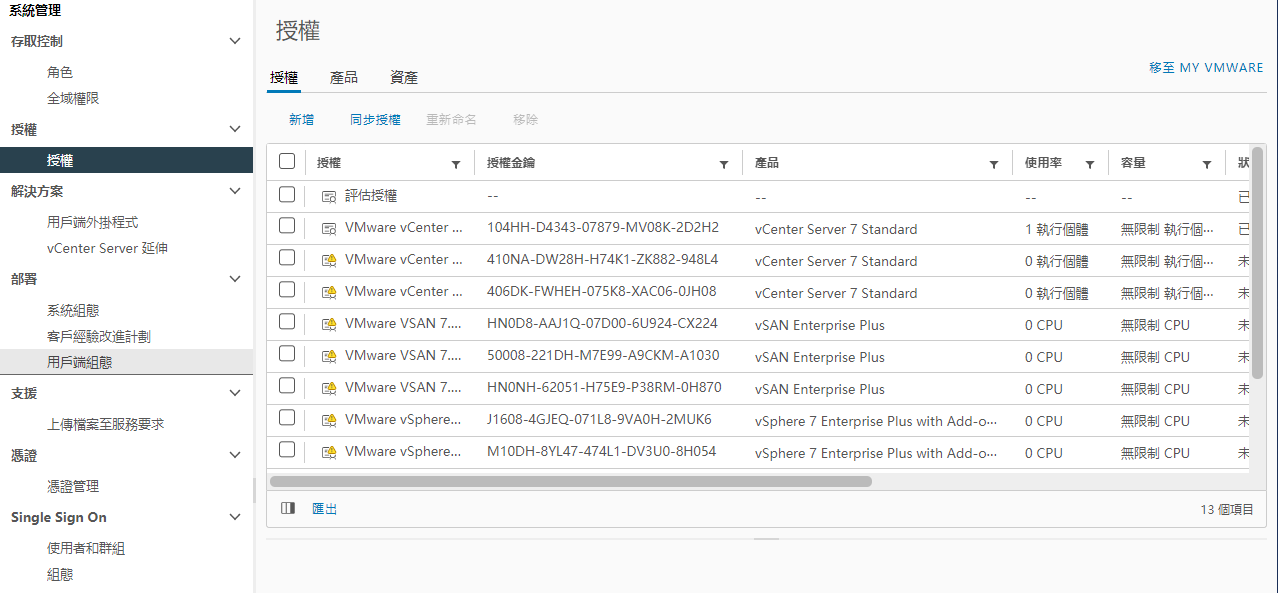 系統管理
存取控制
角色
全域權限
授權
授權
解決方案
用戶端外掛程式
vCenter Server 延伸
部署
系統組態
客戶經驗改進計劃
用戶端組態
支援
上傳檔案至服務要求
憑證
憑證管理
Single Sign On
使用者和群組
組態
授權
移至 MY VMWARE
授權 產品 資產
新增 同步授權 重新命名 移除
授權 授權金鑰 產品 使用率 容量 狀
評估授權 -- -- -- -- 已
VMware vCenter ... 104HH-D4343-07879-MV08K-2D2H2 vCenter Server 7 Standard 1 執行個體 無限制 執行個... 已
VMware vCenter ... 410NA-DW28H-H74K1-ZK882-948L4 vCenter Server 7 Standard 0 執行個體 無限制 執行個... 未
VMware vCenter ... 406DK-FWHEH-075K8-XAC06-0JH08 vCenter Server 7 Standard 0 執行個體 無限制 執行個... 未
VMware VSAN 7.... HN0D8-AAJ1Q-07D00-6U924-CX224 vSAN Enterprise Plus 0 CPU 無限制 CPU 未
VMware VSAN 7.... 50008-221DH-M7E99-A9CKM-A1030 vSAN Enterprise Plus 0 CPU 無限制 CPU 未
VMware VSAN 7.... HN0NH-62051-H75E9-P38RM-0H870 vSAN Enterprise Plus 0 CPU 無限制 CPU 未
VMware vSphere... J1608-4GJEQ-071L8-9VA0H-2MUK6 vSphere 7 Enterprise Plus with Add-o... 0 CPU 無限制 CPU 未
VMware vSphere... M10DH-8YL47-474L1-DV3U0-8H054 vSphere 7 Enterprise Plus with Add-o... 0 CPU 無限制 CPU 未
匯出 13 個項目